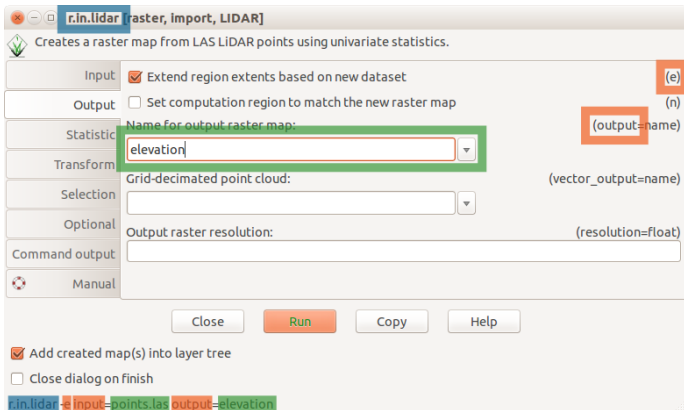 r.in.lidar [raster, import, LIDAR]
Creates a raster map from LAS LiDAR points using univariate statistics.
Input
Extend region extents based on new dataset (e)
Output
Set computation region to match the new raster map (n)
Statistic
Name for output raster map: (output=name)
elevation
Transform
Grid-decimated point cloud: (vector_output=name)
Selection
Optional
Output raster resolution: (resolution=float)
Command output
Manual
Close Run Copy Help
Add created map(s) into layer tree
Close dialog on finish
r.in.lidar -e input=points.las output=elevation